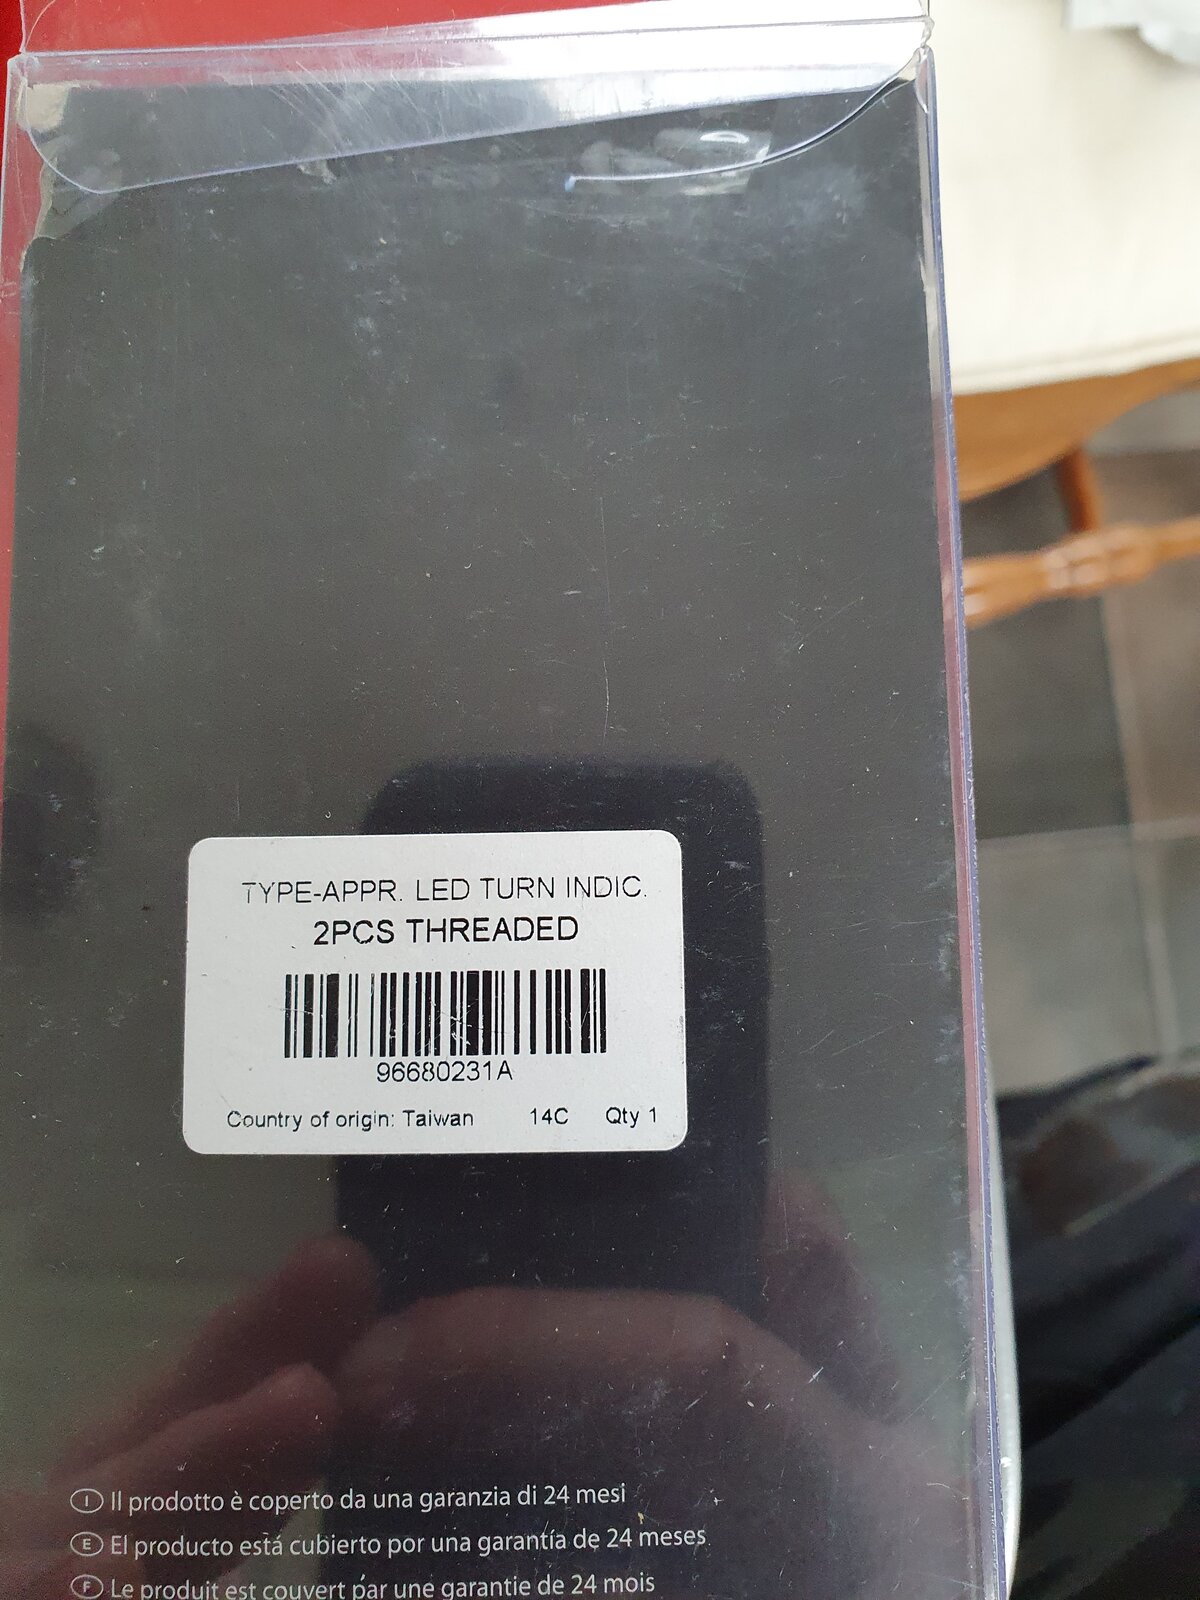 TYPE-APPR. LED TURN INDIC.
2PCS THREADED
96680231A
Country of origin: Taiwan 14C Qty 1
I Il prodotto è coperto da una garanzia di 24 mesi
E El producto está cubierto por una garantía de 24 meses
F Le produit est couvert par une garantie de 24 mois